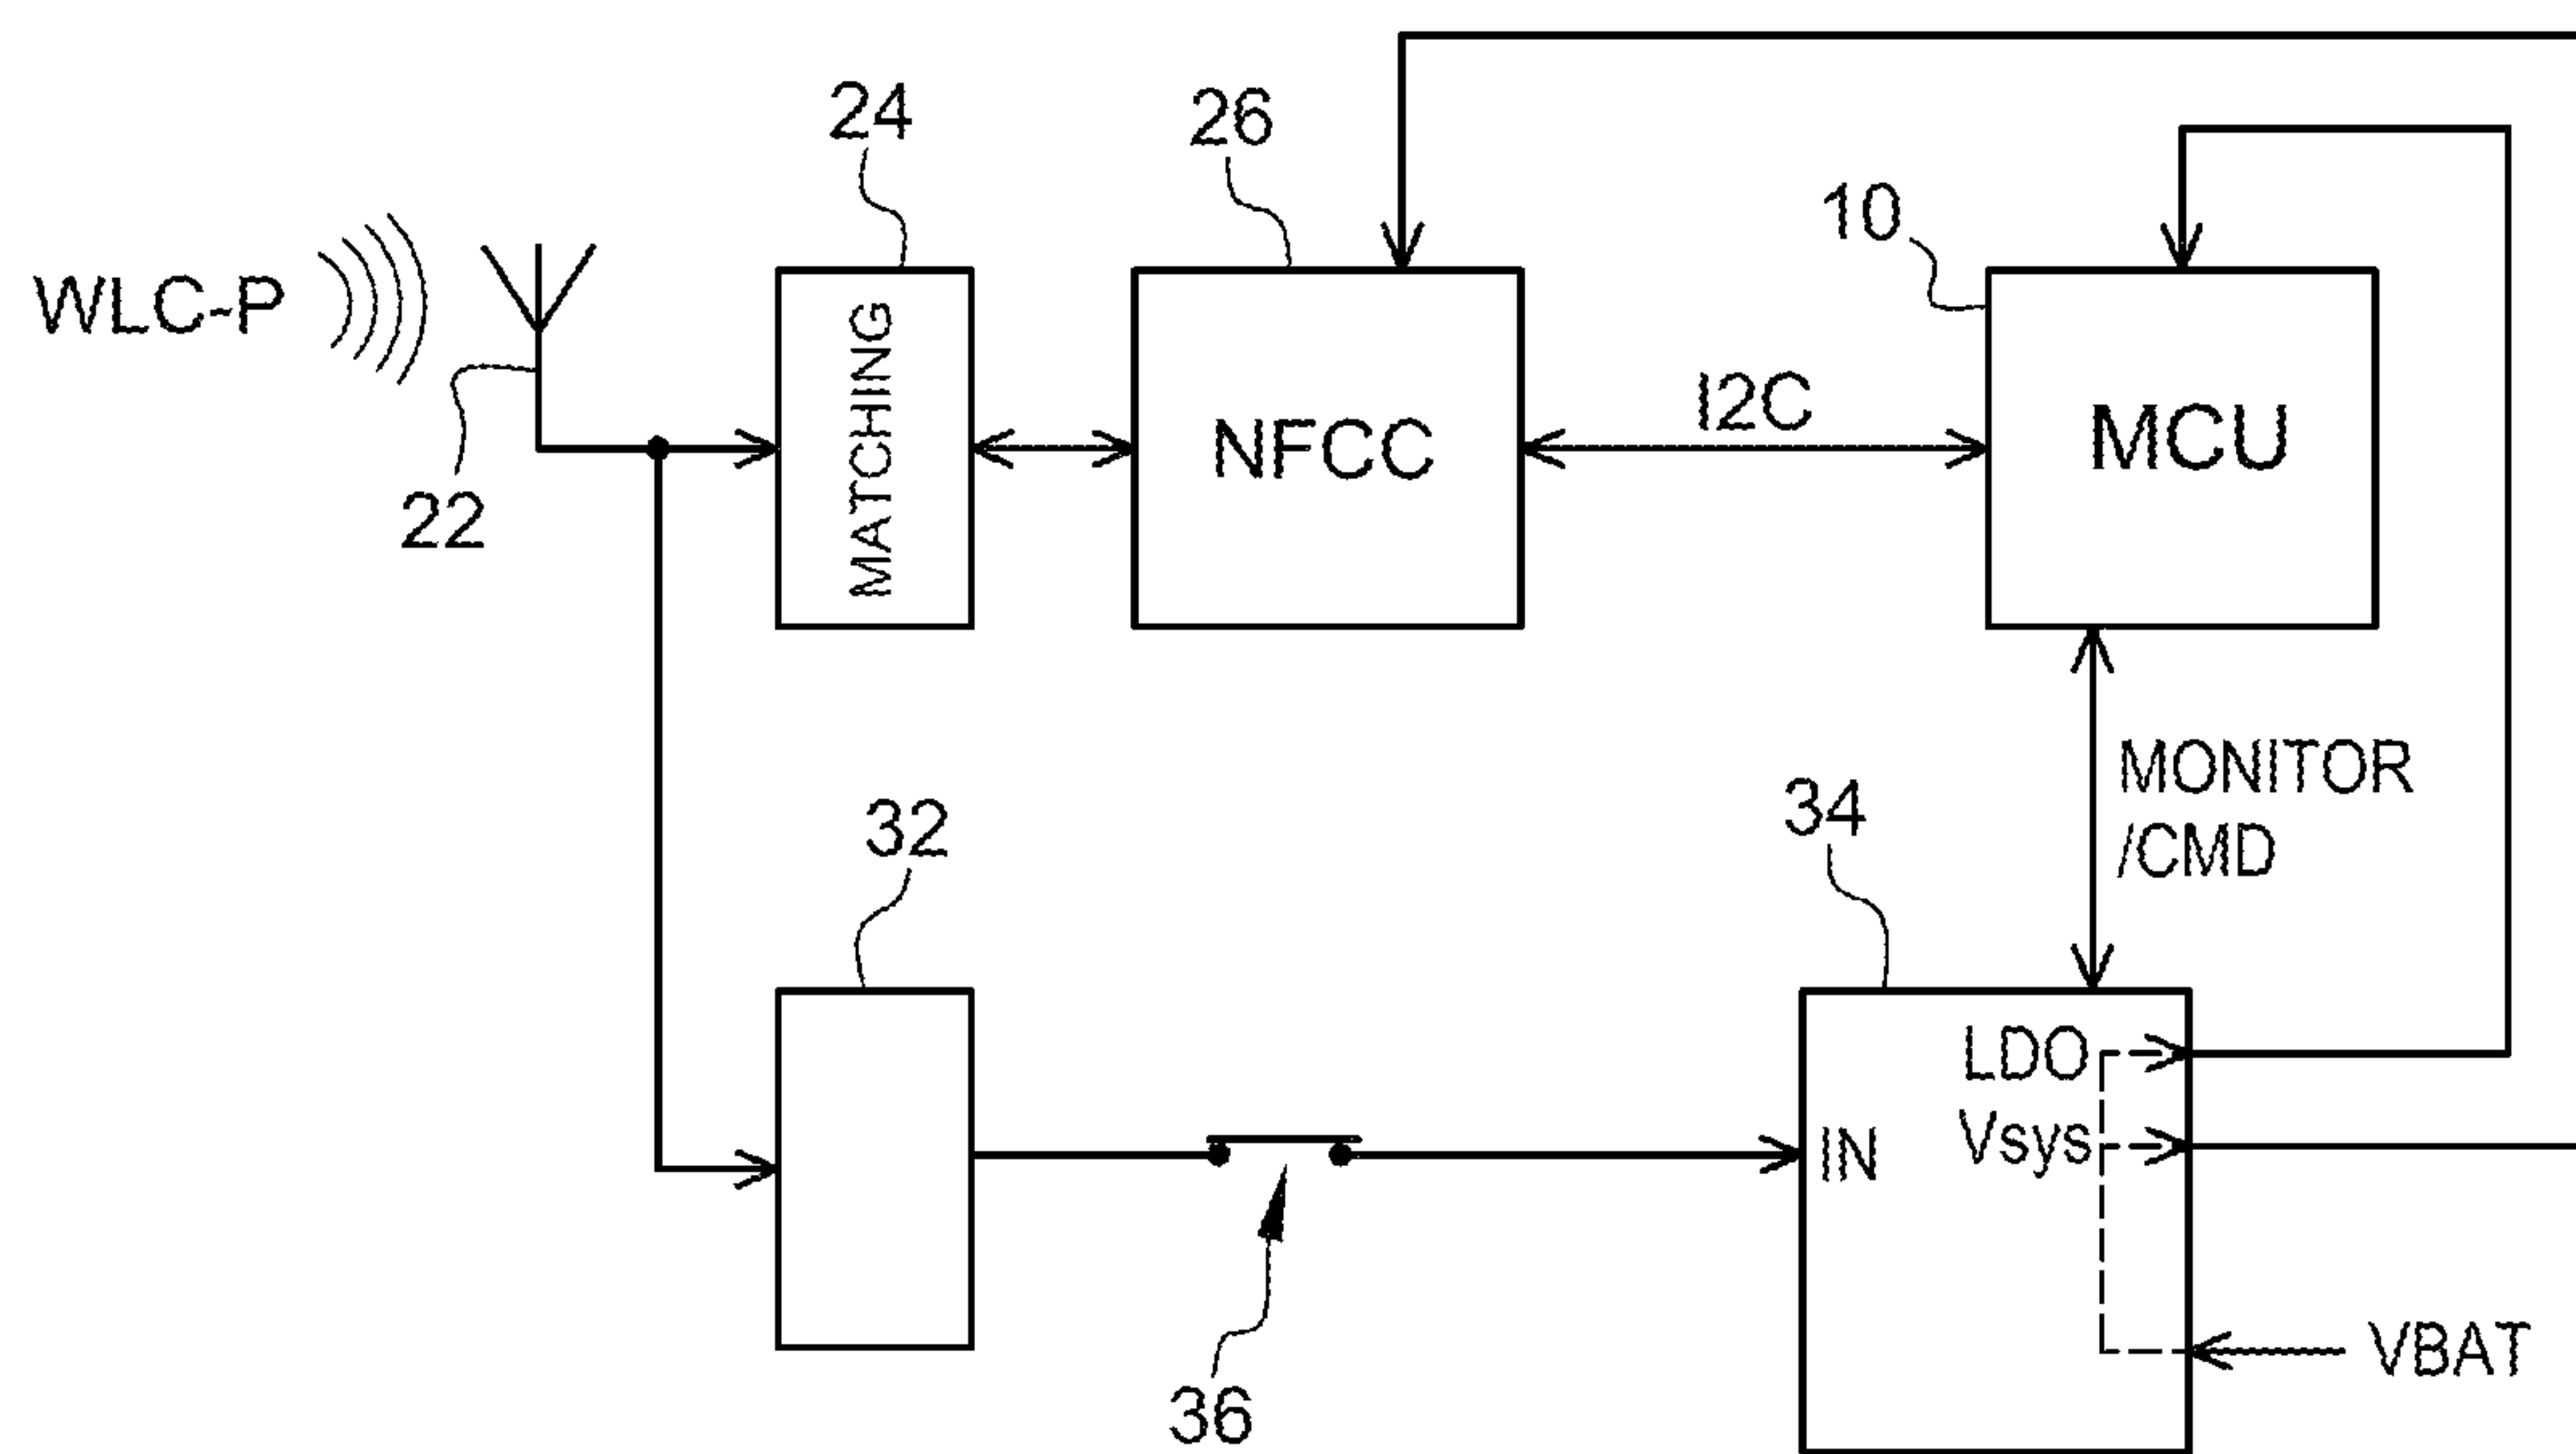 24
26
10
WLC-P
MATCHING
NFCC
I2C
MCU
22
MONITOR
/CMD
32
34
LDO
Vsys
IN
VBAT
36